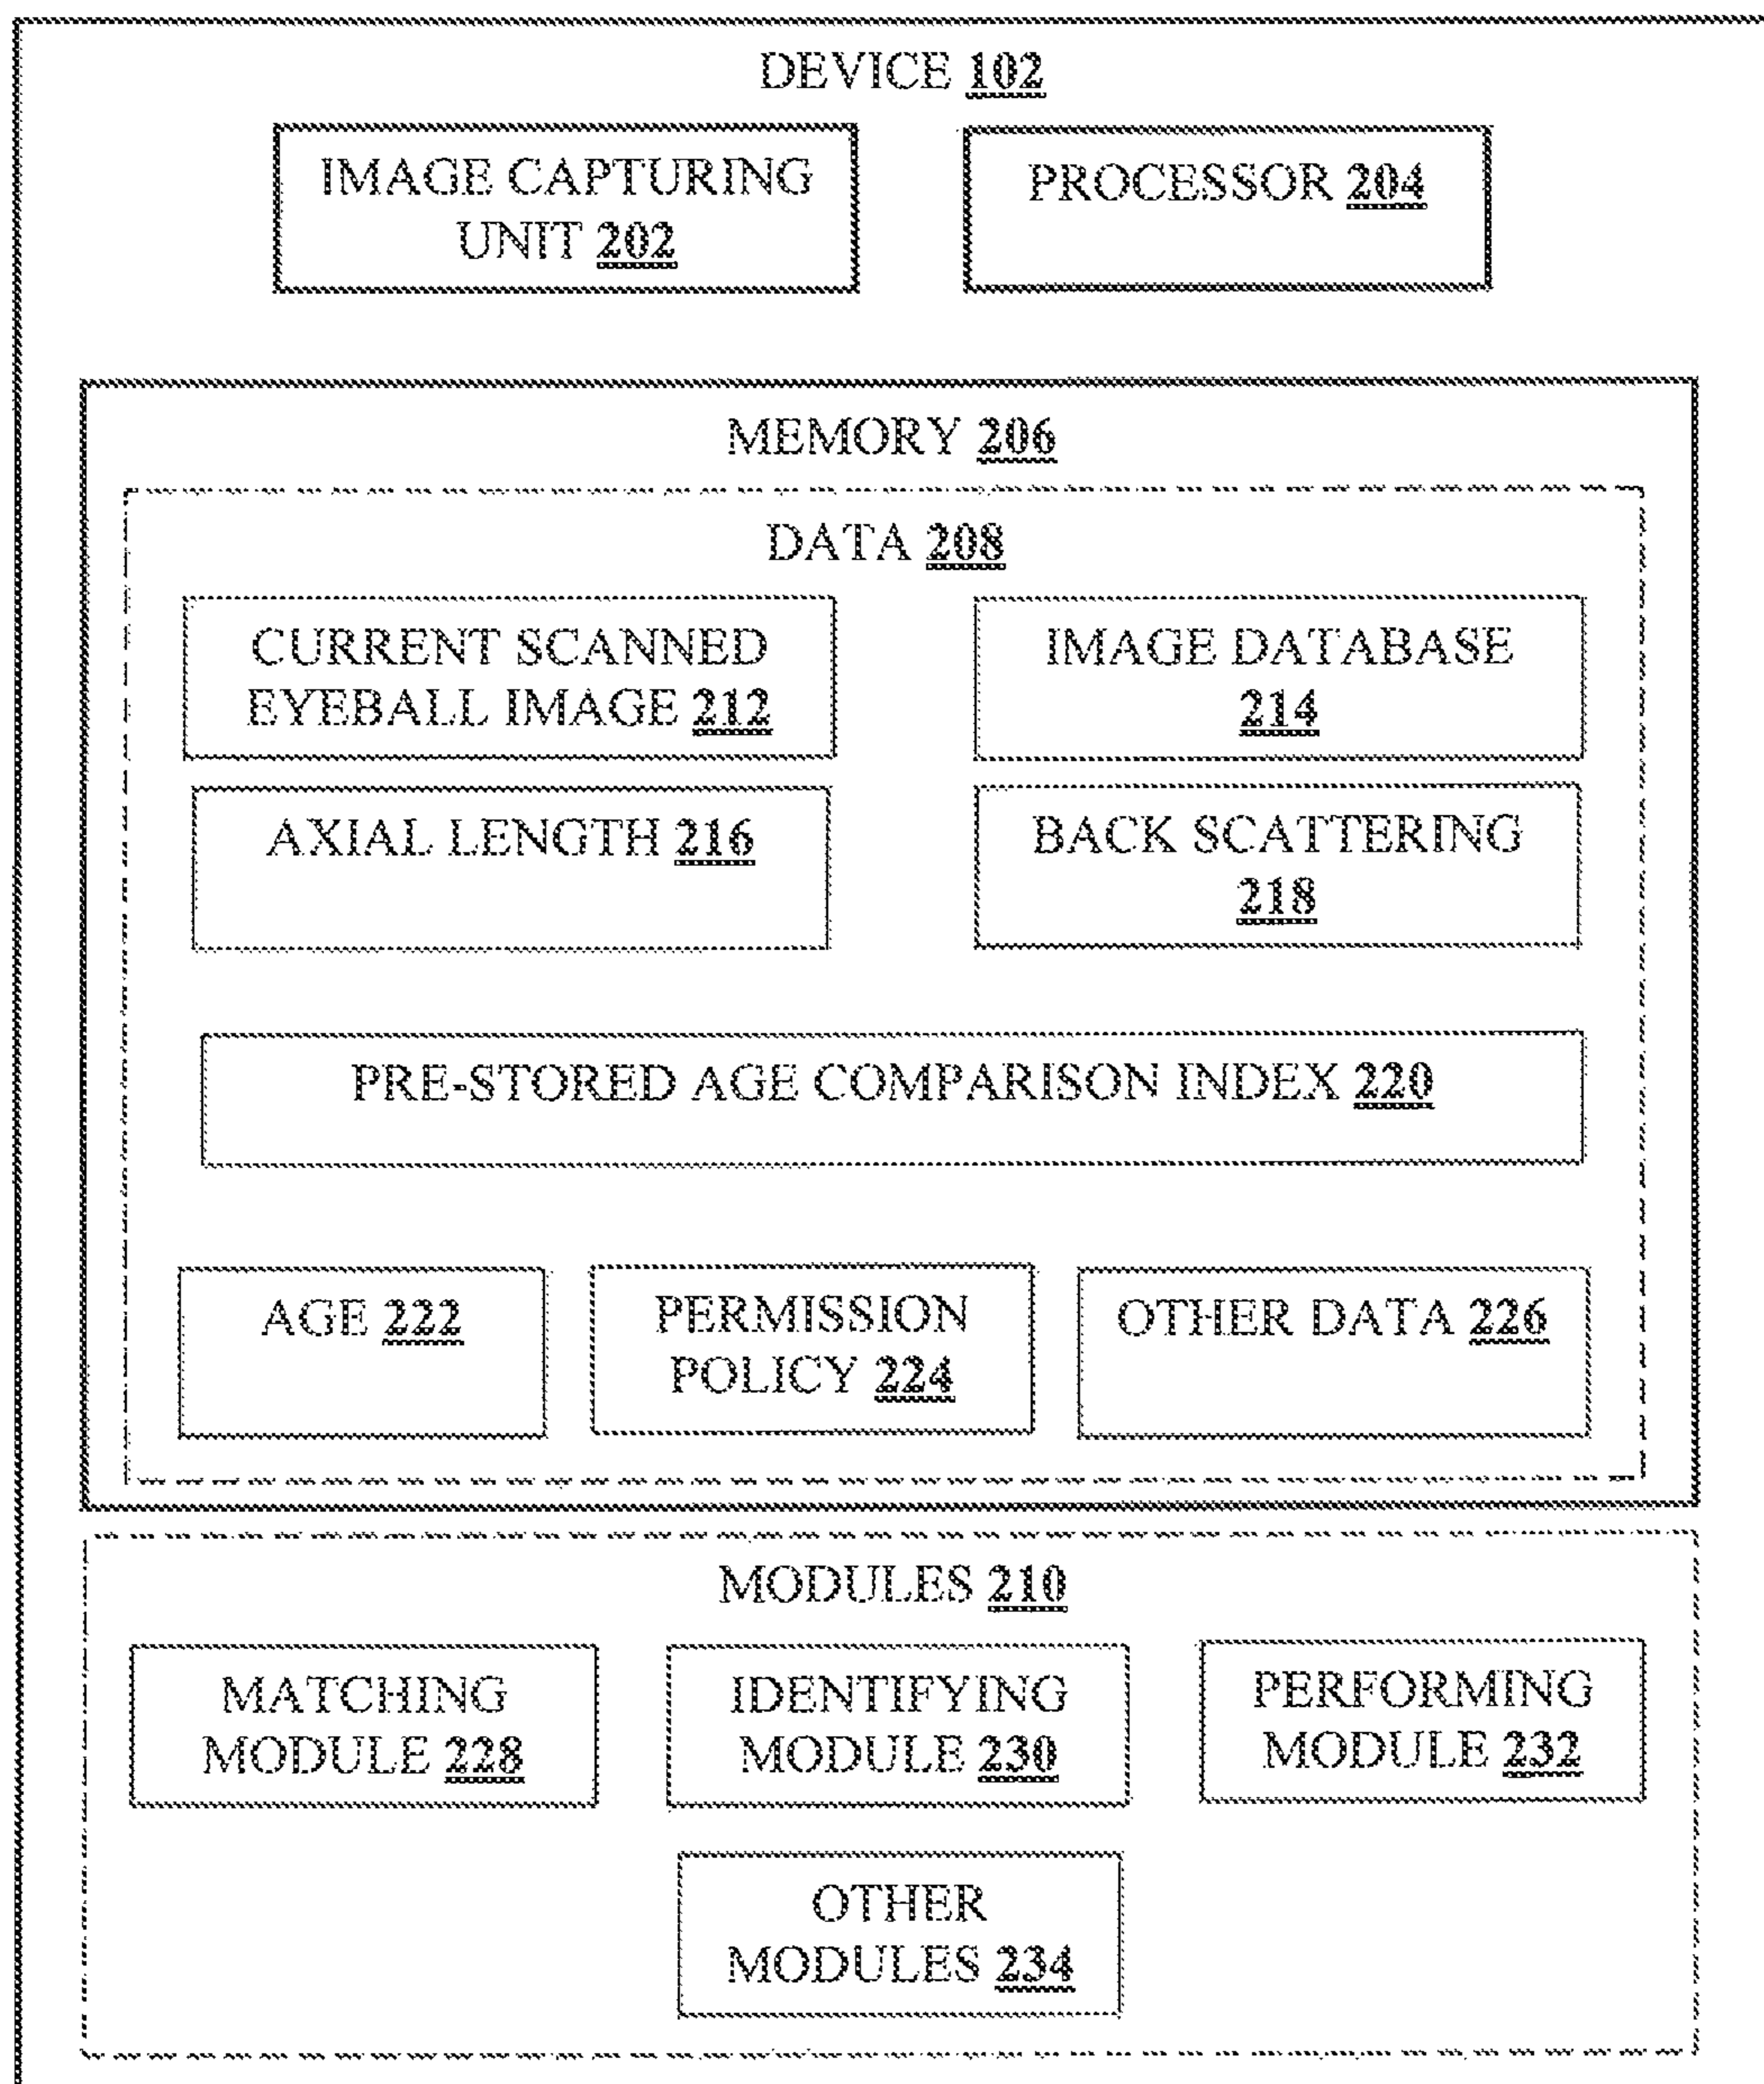 DEVICE 102
IMAGE CAPTURING
UNIT 202
PROCESSOR 204
MEMORY 206
DATA 208
CURRENT SCANNED
EYEBALL IMAGE 212
IMAGE DATABASE
214
AXIAL LENGTH 216
BACK SCATTERING
218
PRE-STORED AGE COMPARISON INDEX 220
AGE 222
PERMISSION
POLICY 224
OTHER DATA 226
MODULES 210
MATCHING
MODULE 228
IDENTIFYING
MODULE 230
PERFORMING
MODULE 232
OTHER
MODULES 234